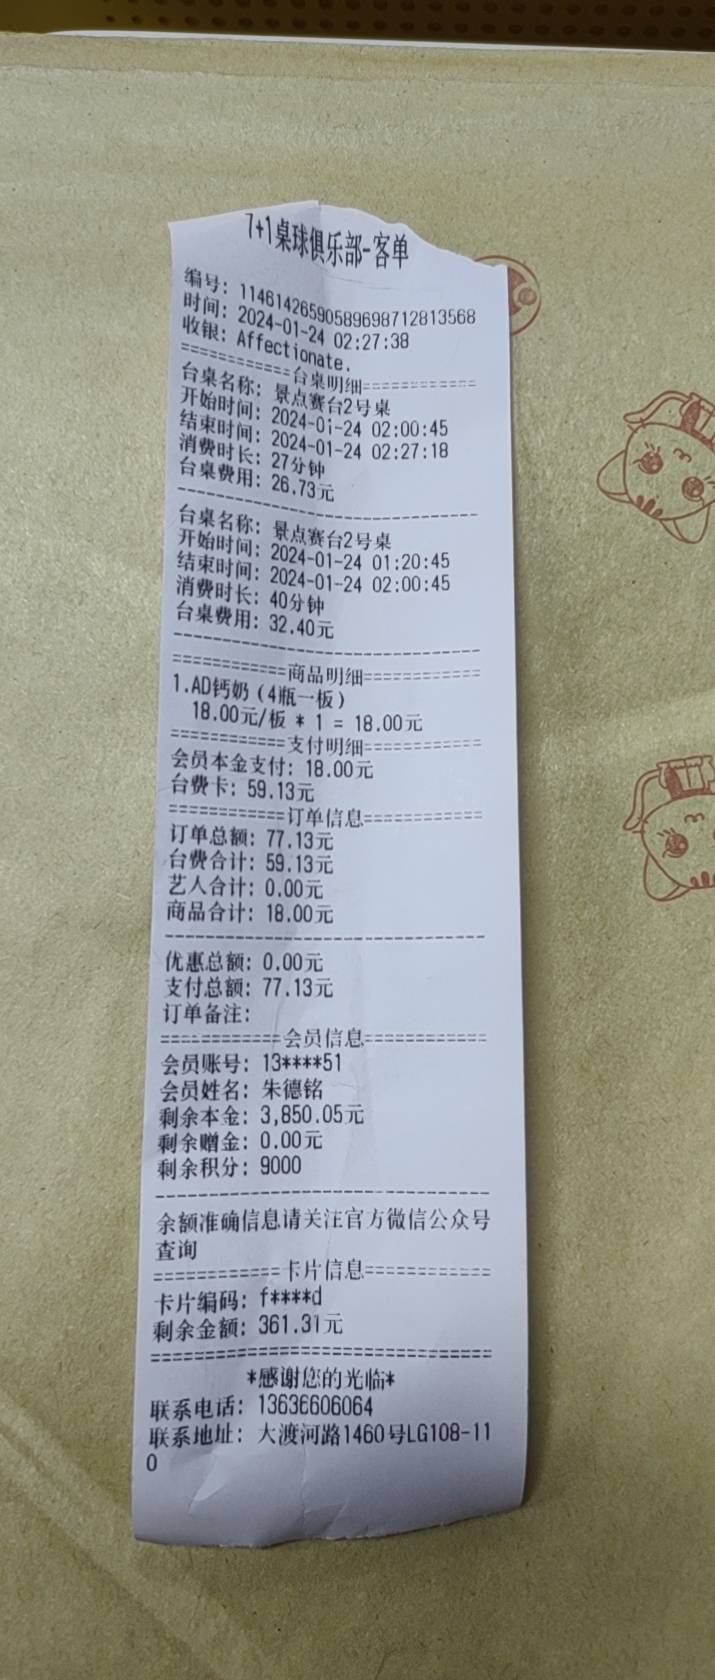 7+1桌球俱乐部-客单
编号: 11461426590589698712813568
时间: 2024-01-24 02:27:38
收银: Affectionate.
============台桌明细============
台桌名称: 景点赛台2号桌
开始时间: 2024-01-24 02:00:45
结束时间: 2024-01-24 02:27:18
消费时长: 27分钟
台桌费用: 26.73元
--------------------------------
台桌名称: 景点赛台2号桌
开始时间: 2024-01-24 01:20:45
结束时间: 2024-01-24 02:00:45
消费时长: 40分钟
台桌费用: 32.40元
--------------------------------
============商品明细============
1.AD钙奶(4瓶一板)
18.00元/板 * 1 = 18.00元
============支付明细============
会员本金支付: 18.00元
台费卡: 59.13元
============订单信息============
订单总额: 77.13元
台费合计: 59.13元
艺人合计: 0.00元
商品合计: 18.00元
--------------------------------
优惠总额: 0.00元
支付总额: 77.13元
订单备注:
============会员信息============
会员账号: 13****51
会员姓名: 朱德铭
剩余本金: 3,850.05元
剩余赠金: 0.00元
剩余积分: 9000
--------------------------------
余额准确信息请关注官方微信公众号
查询
============卡片信息============
卡片编码: f****d
剩余金额: 361.31元
================================
*感谢您的光临*
联系电话: 13636606064
联系地址: 大渡河路1460号LG108-11
0